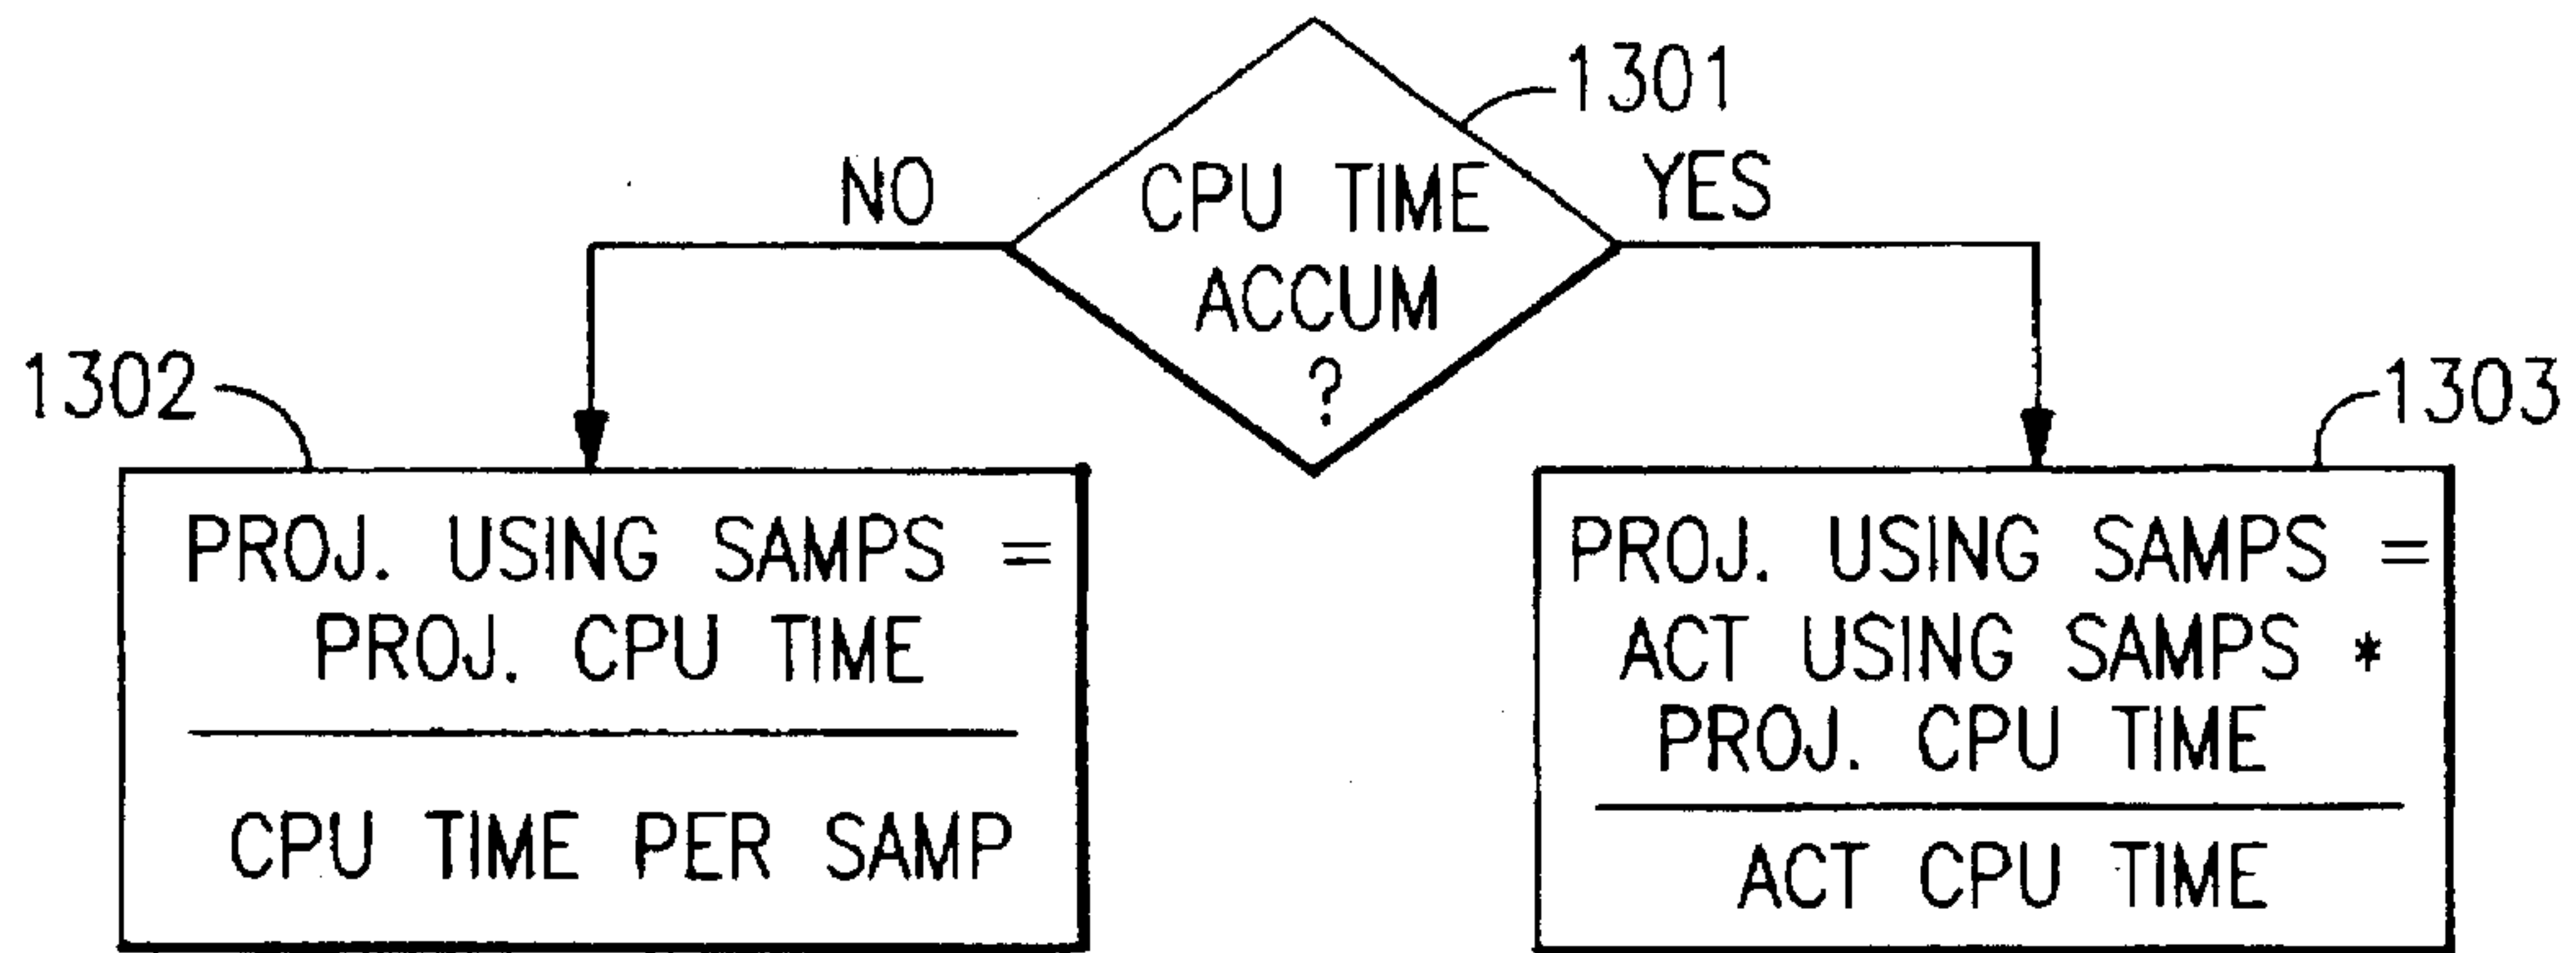 1301
NO
CPU TIME
YES
ACCUM
?
1302
1303
PROJ. USING SAMPS =
PROJ. CPU TIME
CPU TIME PER SAMP
PROJ. USING SAMPS =
ACT USING SAMPS *
PROJ. CPU TIME
ACT CPU TIME